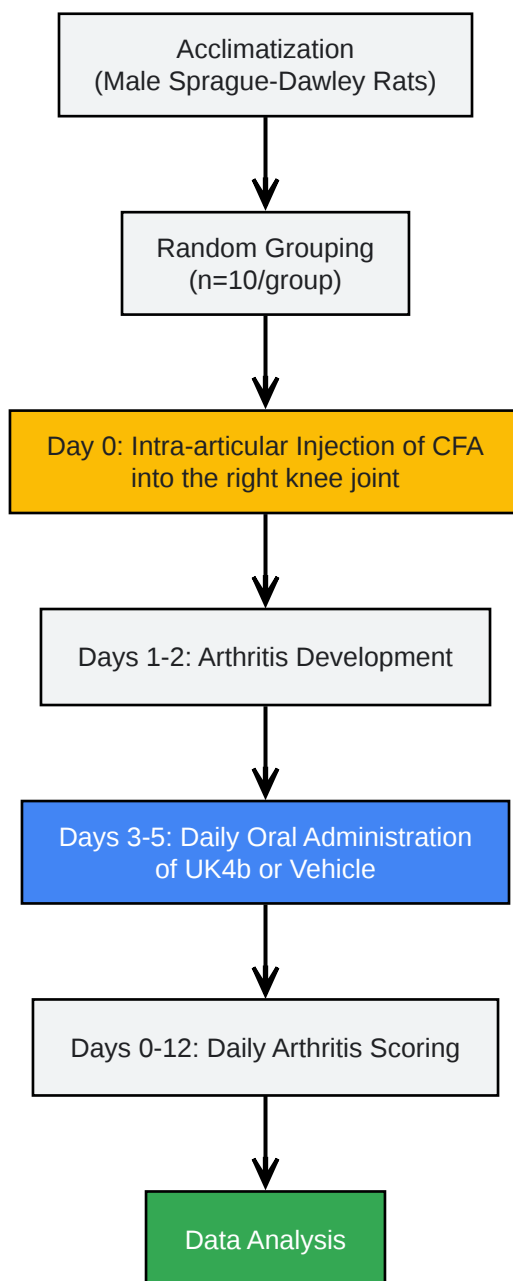 Acclimatization
(Male Sprague-Dawley Rats)
Random Grouping
(n=10/group)
Day 0: Intra-articular Injection of CFA
into the right knee joint
Days 1-2: Arthritis Development
Days 3-5: Daily Oral Administration
of UK4b or Vehicle
Days 0-12: Daily Arthritis Scoring
Data Analysis